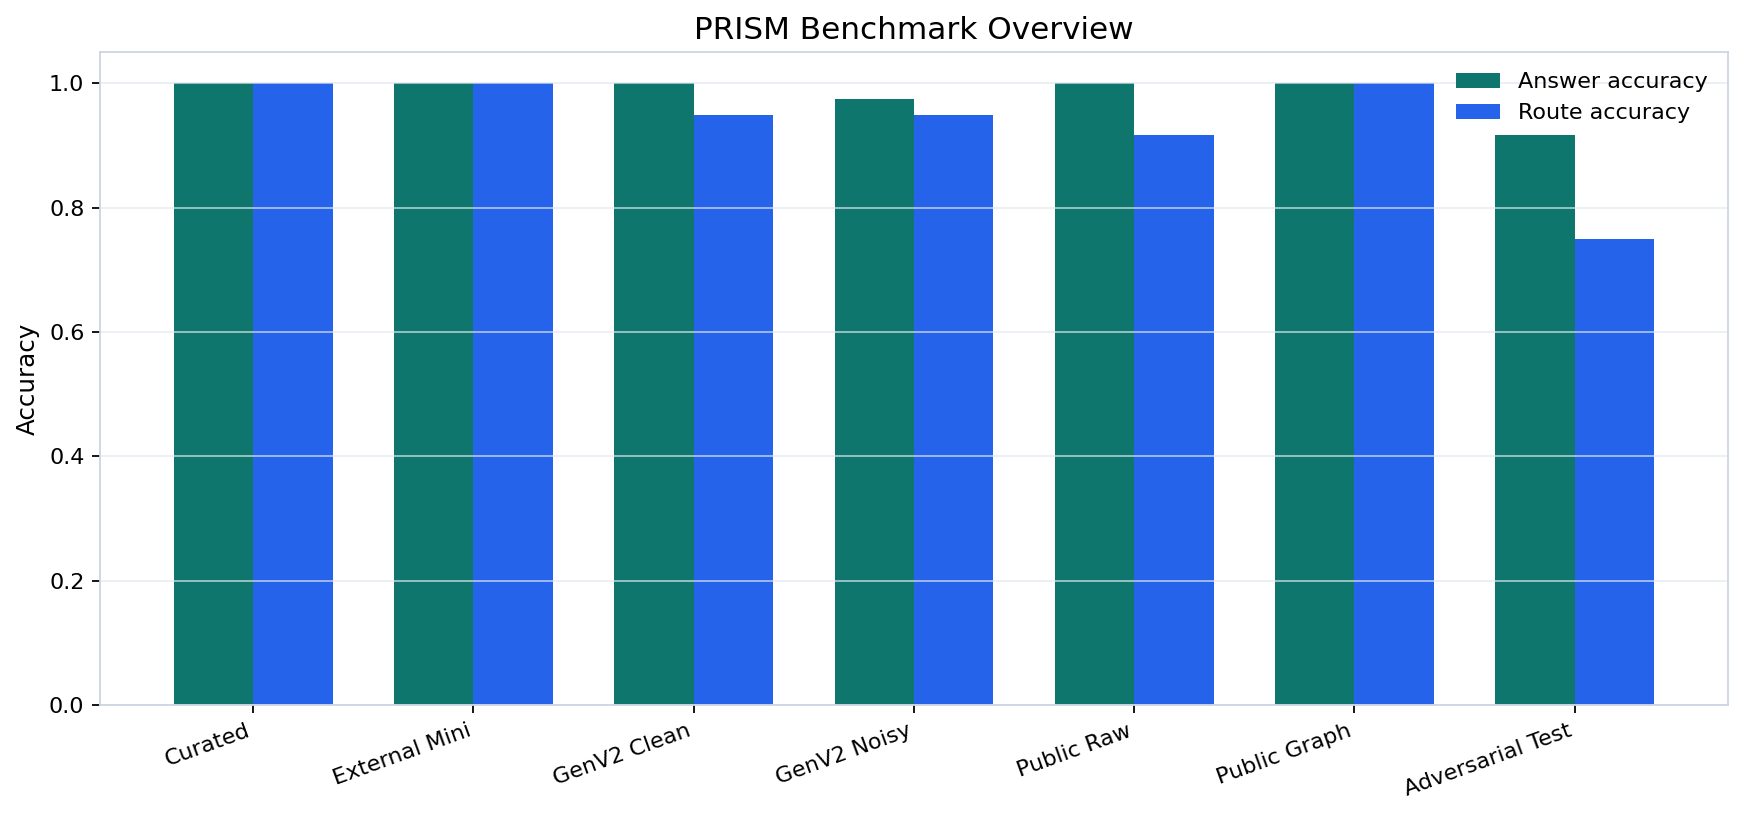 PRISM Benchmark Overview
Answer accuracy
Route accuracy
Accuracy
1.0
0.8
0.6
0.4
0.2
0.0
Curated
External Mini
GenV2 Clean
GenV2 Noisy
Public Raw
Public Graph
Adversarial Test